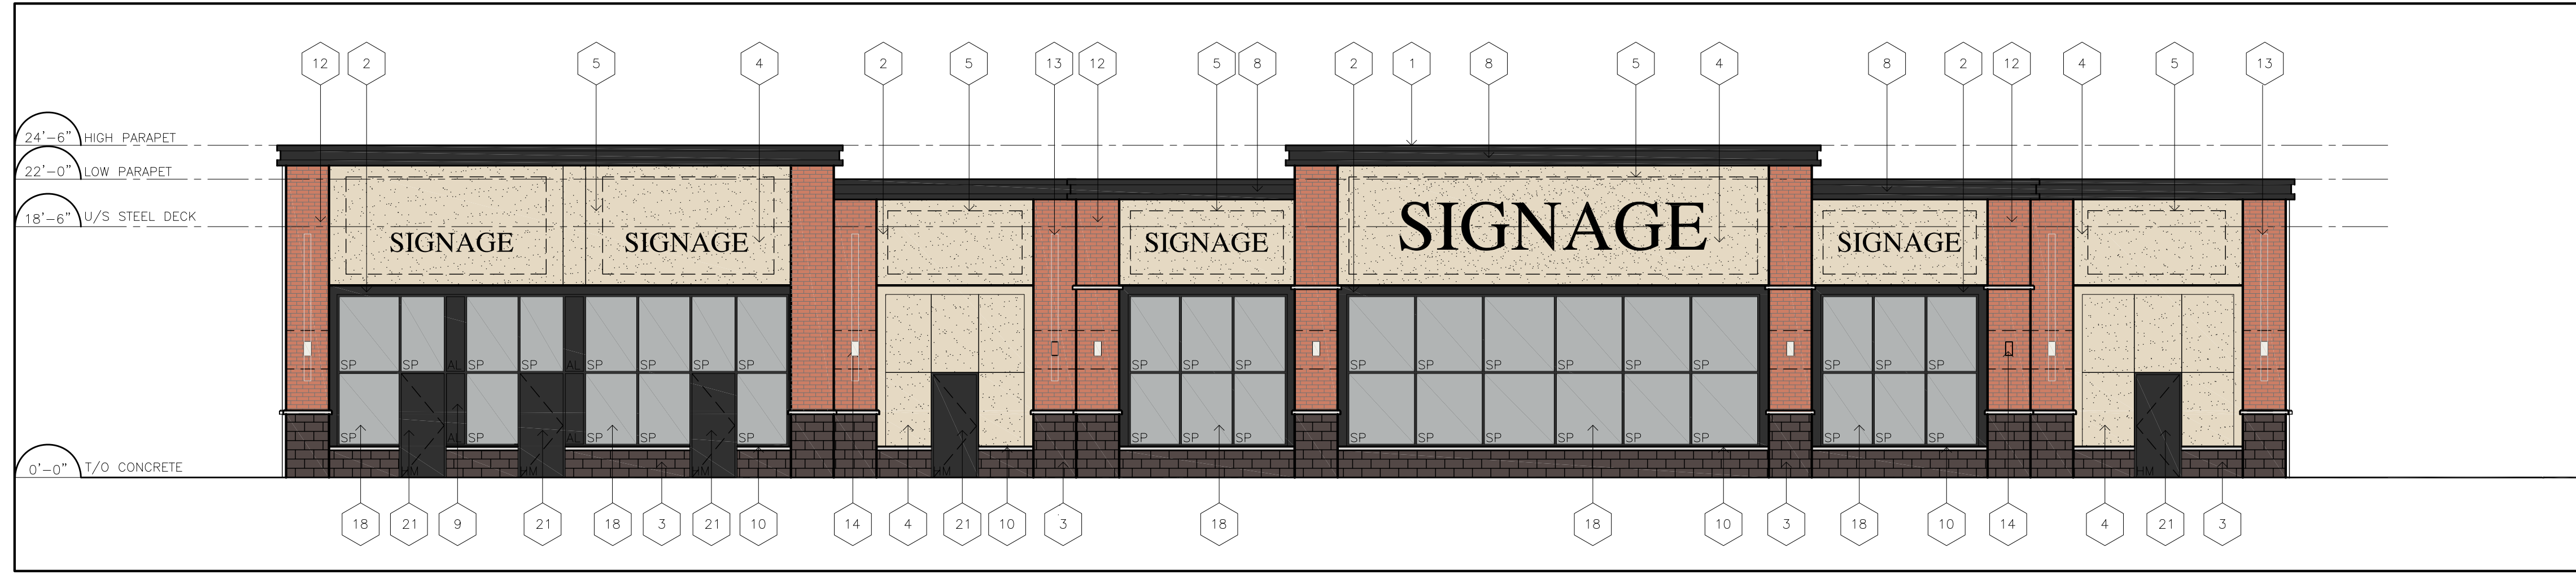 12 2 5 4 2 5 13 12 5 8 2 1 8 5 4 8 2 12 4 5 13
24'-6" HIGH PARAPET
22'-0" LOW PARAPET
18'-6" U/S STEEL DECK
SIGNAGE SIGNAGE SIGNAGE SIGNAGE SIGNAGE
SP SP AL SP SP AL SP SP SP SP SP SP SP SP SP SP SP SP SP SP SP SP
SP AL SP AL SP SP SP SP SP SP SP SP SP SP SP SP SP SP SP
0'-0" T/O CONCRETE
HM HM HM HM HM
18 21 9 21 18 3 21 10 14 4 21 10 3 18 18 10 3 18 10 14 4 21 3